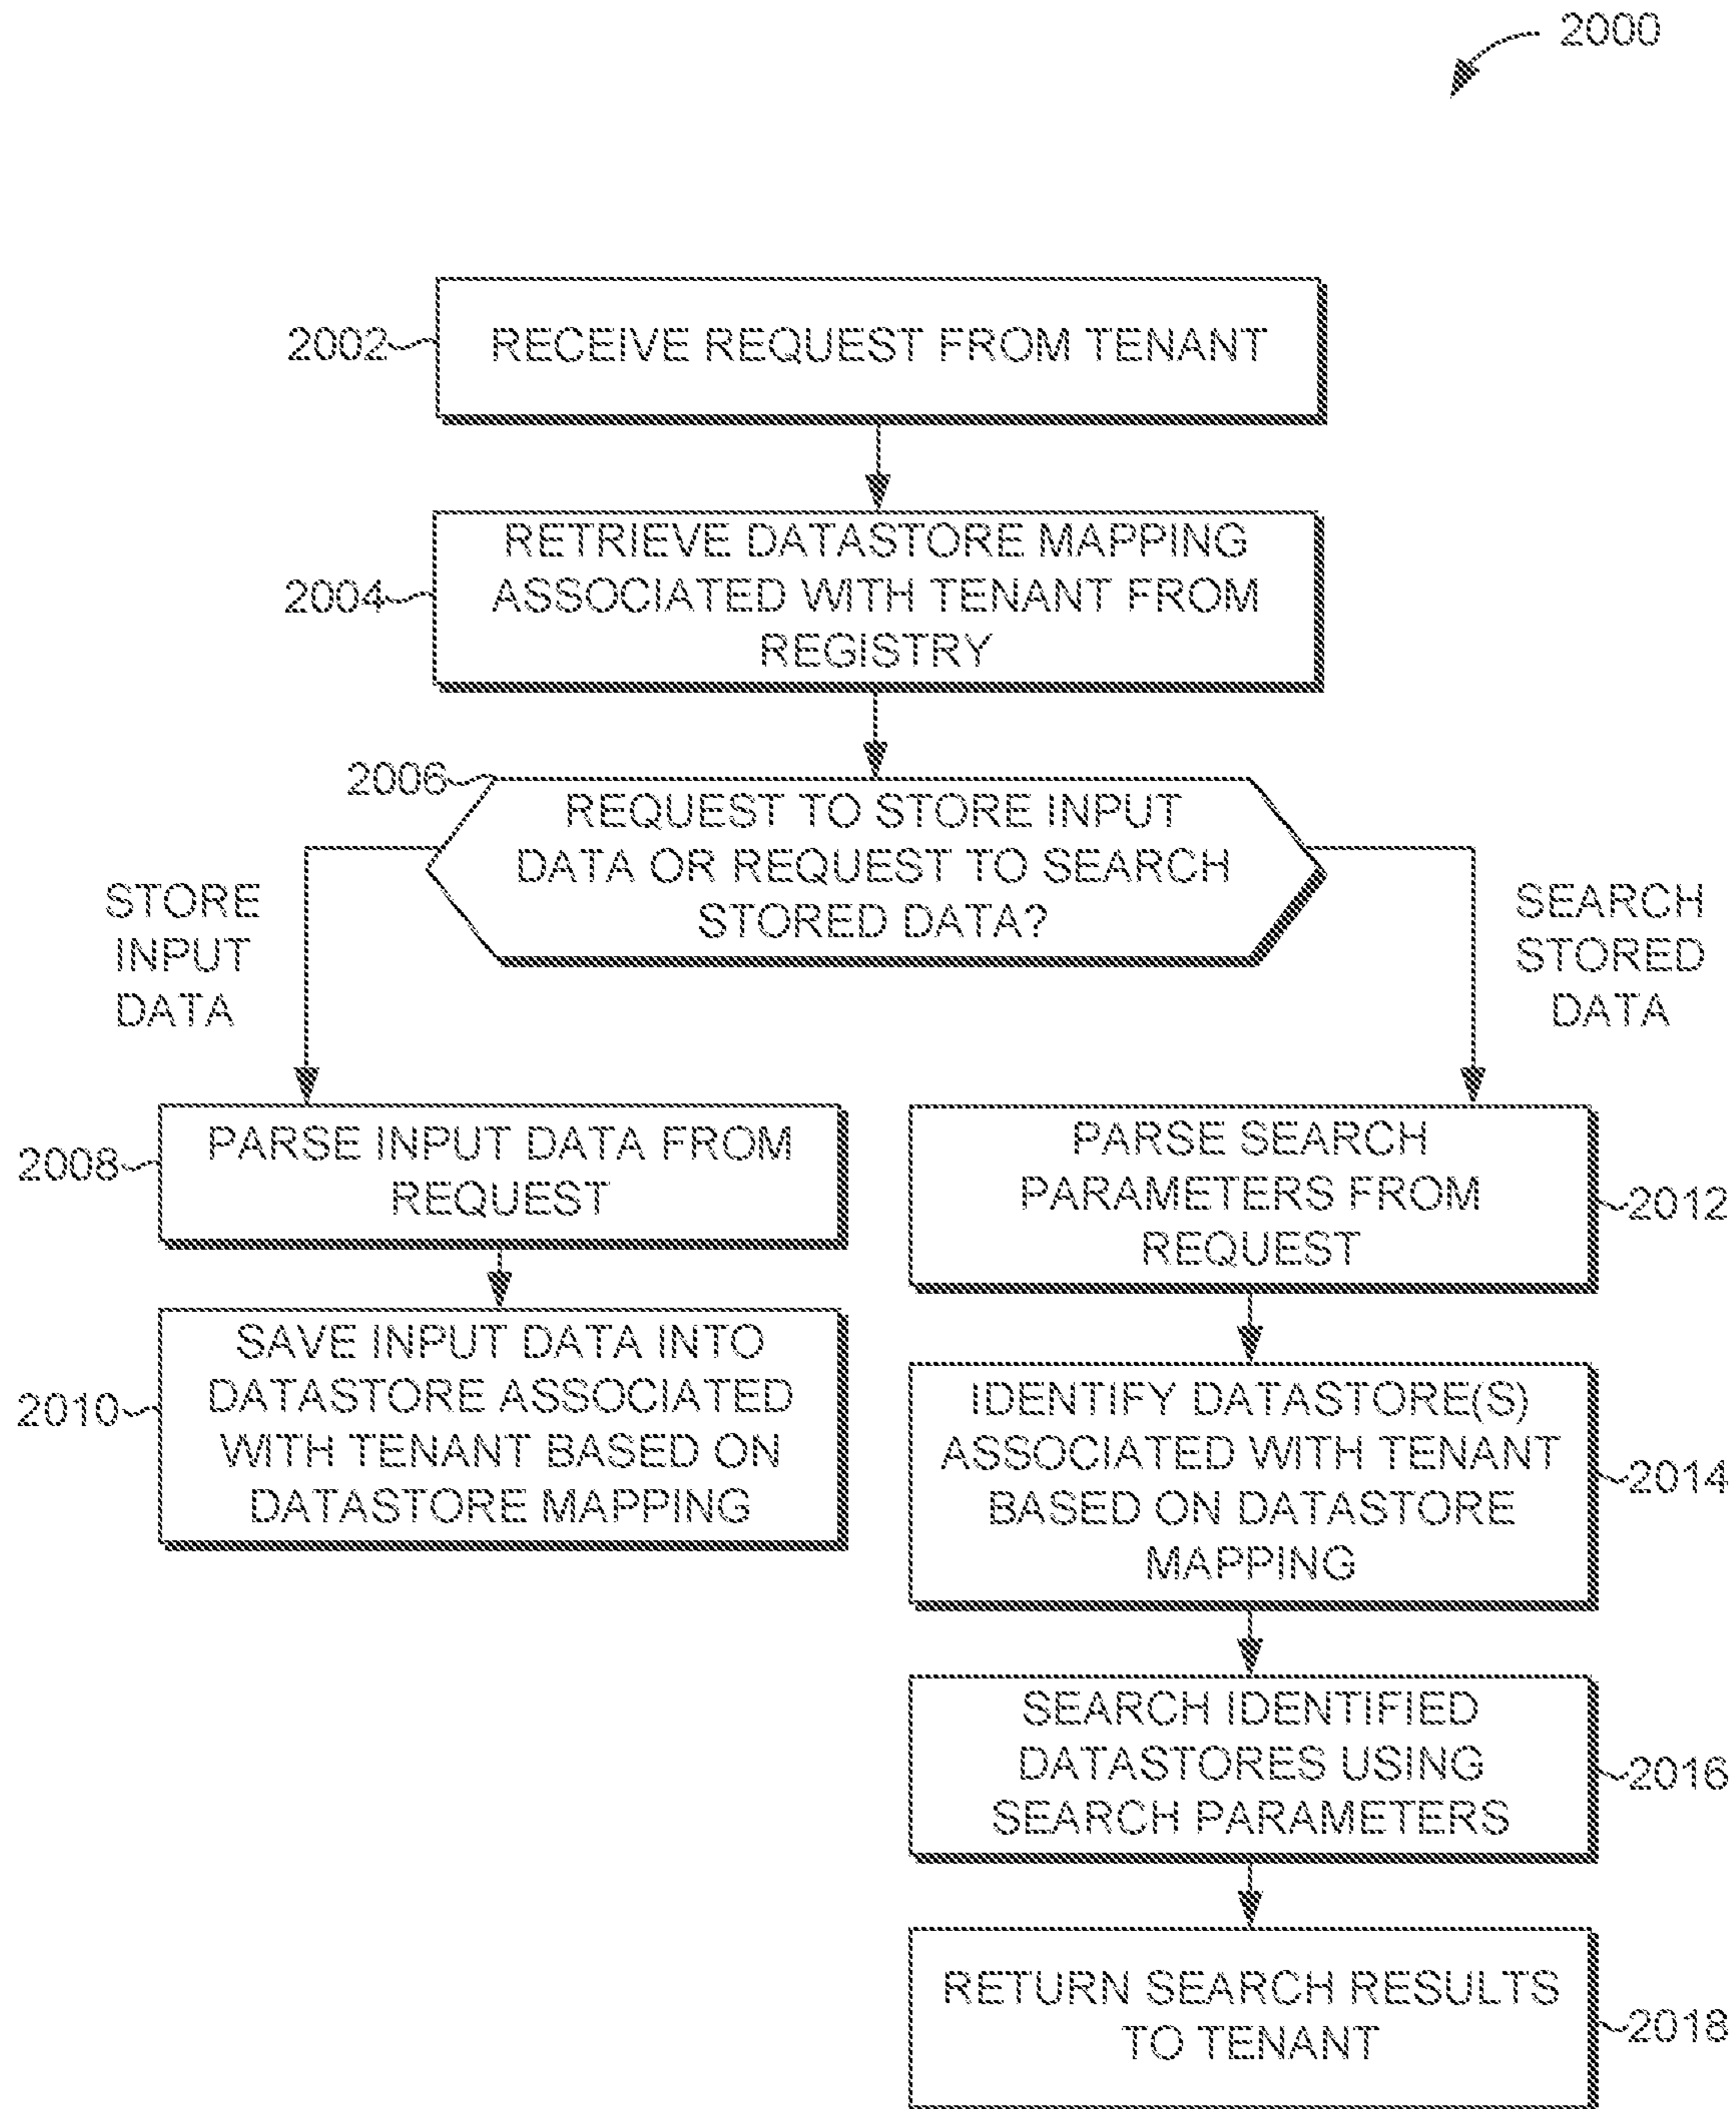 2000
2002
RECEIVE REQUEST FROM TENANT
2004
RETRIEVE DATASTORE MAPPING
ASSOCIATED WITH TENANT FROM
REGISTRY
2006
REQUEST TO STORE INPUT
DATA OR REQUEST TO SEARCH
STORED DATA?
STORE
INPUT
DATA
SEARCH
STORED
DATA
2008
PARSE INPUT DATA FROM
REQUEST
2010
SAVE INPUT DATA INTO
DATASTORE ASSOCIATED
WITH TENANT BASED ON
DATASTORE MAPPING
PARSE SEARCH
PARAMETERS FROM
REQUEST
2012
IDENTIFY DATASTORE(S)
ASSOCIATED WITH TENANT
BASED ON DATASTORE
MAPPING
2014
SEARCH IDENTIFIED
DATASTORES USING
SEARCH PARAMETERS
2016
RETURN SEARCH RESULTS
TO TENANT
2018